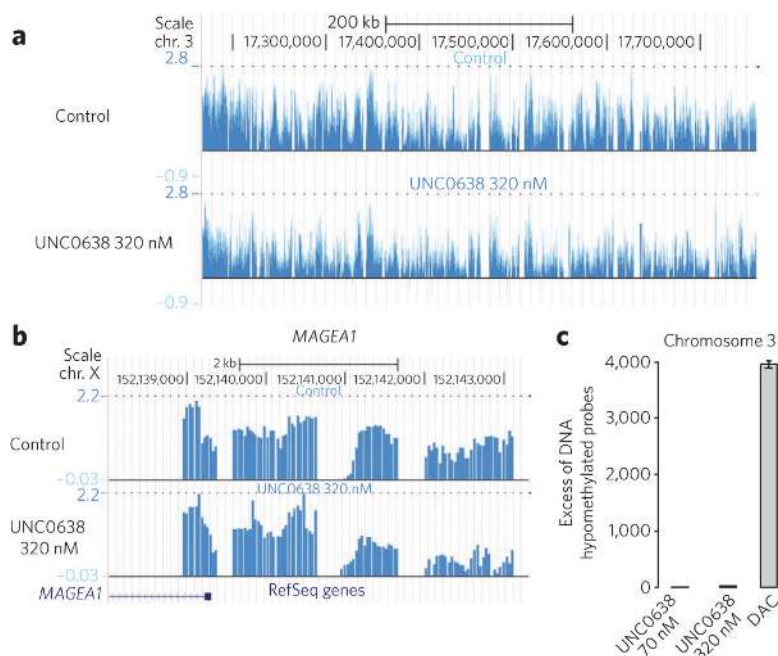 a
Scale
chr. 3
200 kb
17,300,000 17,400,000 17,500,000 17,600,000 17,700,000
2.8
Control
Control
−0.9
2.8
UNC0638 320 nM
UNC0638 320 nM
−0.9
b
MAGEA1
Scale
chr. X
2 kb
152,139,000 152,140,000 152,141,000 152,142,000 152,143,000
2.2
Control
Control
−0.03
2.2
UNC0638 320 nM
UNC0638
320 nM
−0.03
MAGEA1
RefSeq genes
c
Chromosome 3
Excess of DNA
hypomethylated probes
4,000
3,000
2,000
1,000
0
UNC0638
70 nM
UNC0638
320 nM
DAC